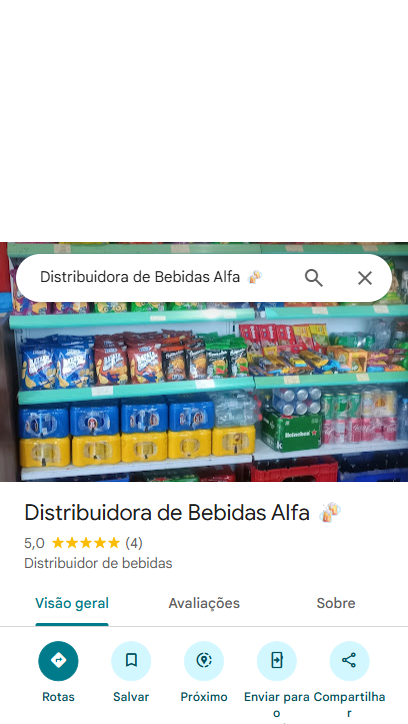 Distribuidora de Bebidas Alfa 🍻
Heineken
Distribuidora de Bebidas Alfa 🍻
5,0 ★★★★★ (4)
Distribuidor de bebidas
Visão geral Avaliações Sobre
Rotas Salvar Próximo Enviar para o Compartilhar